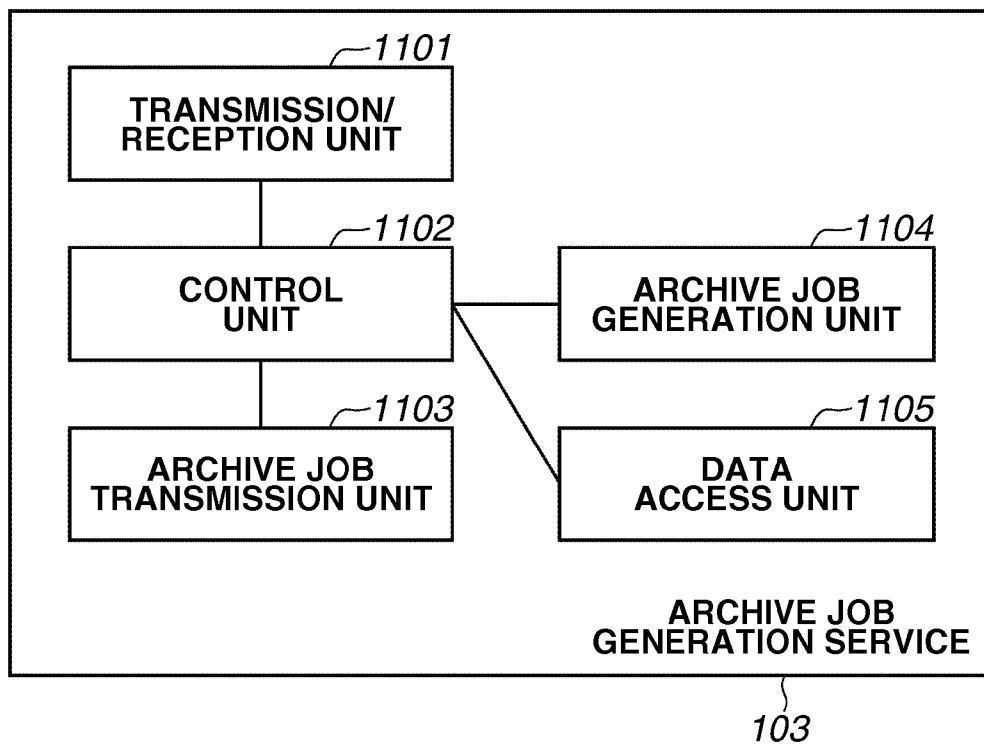 1101
TRANSMISSION/
RECEPTION UNIT
1102
CONTROL
UNIT
1104
ARCHIVE JOB
GENERATION UNIT
1103
ARCHIVE JOB
TRANSMISSION UNIT
1105
DATA
ACCESS UNIT
ARCHIVE JOB
GENERATION SERVICE
103